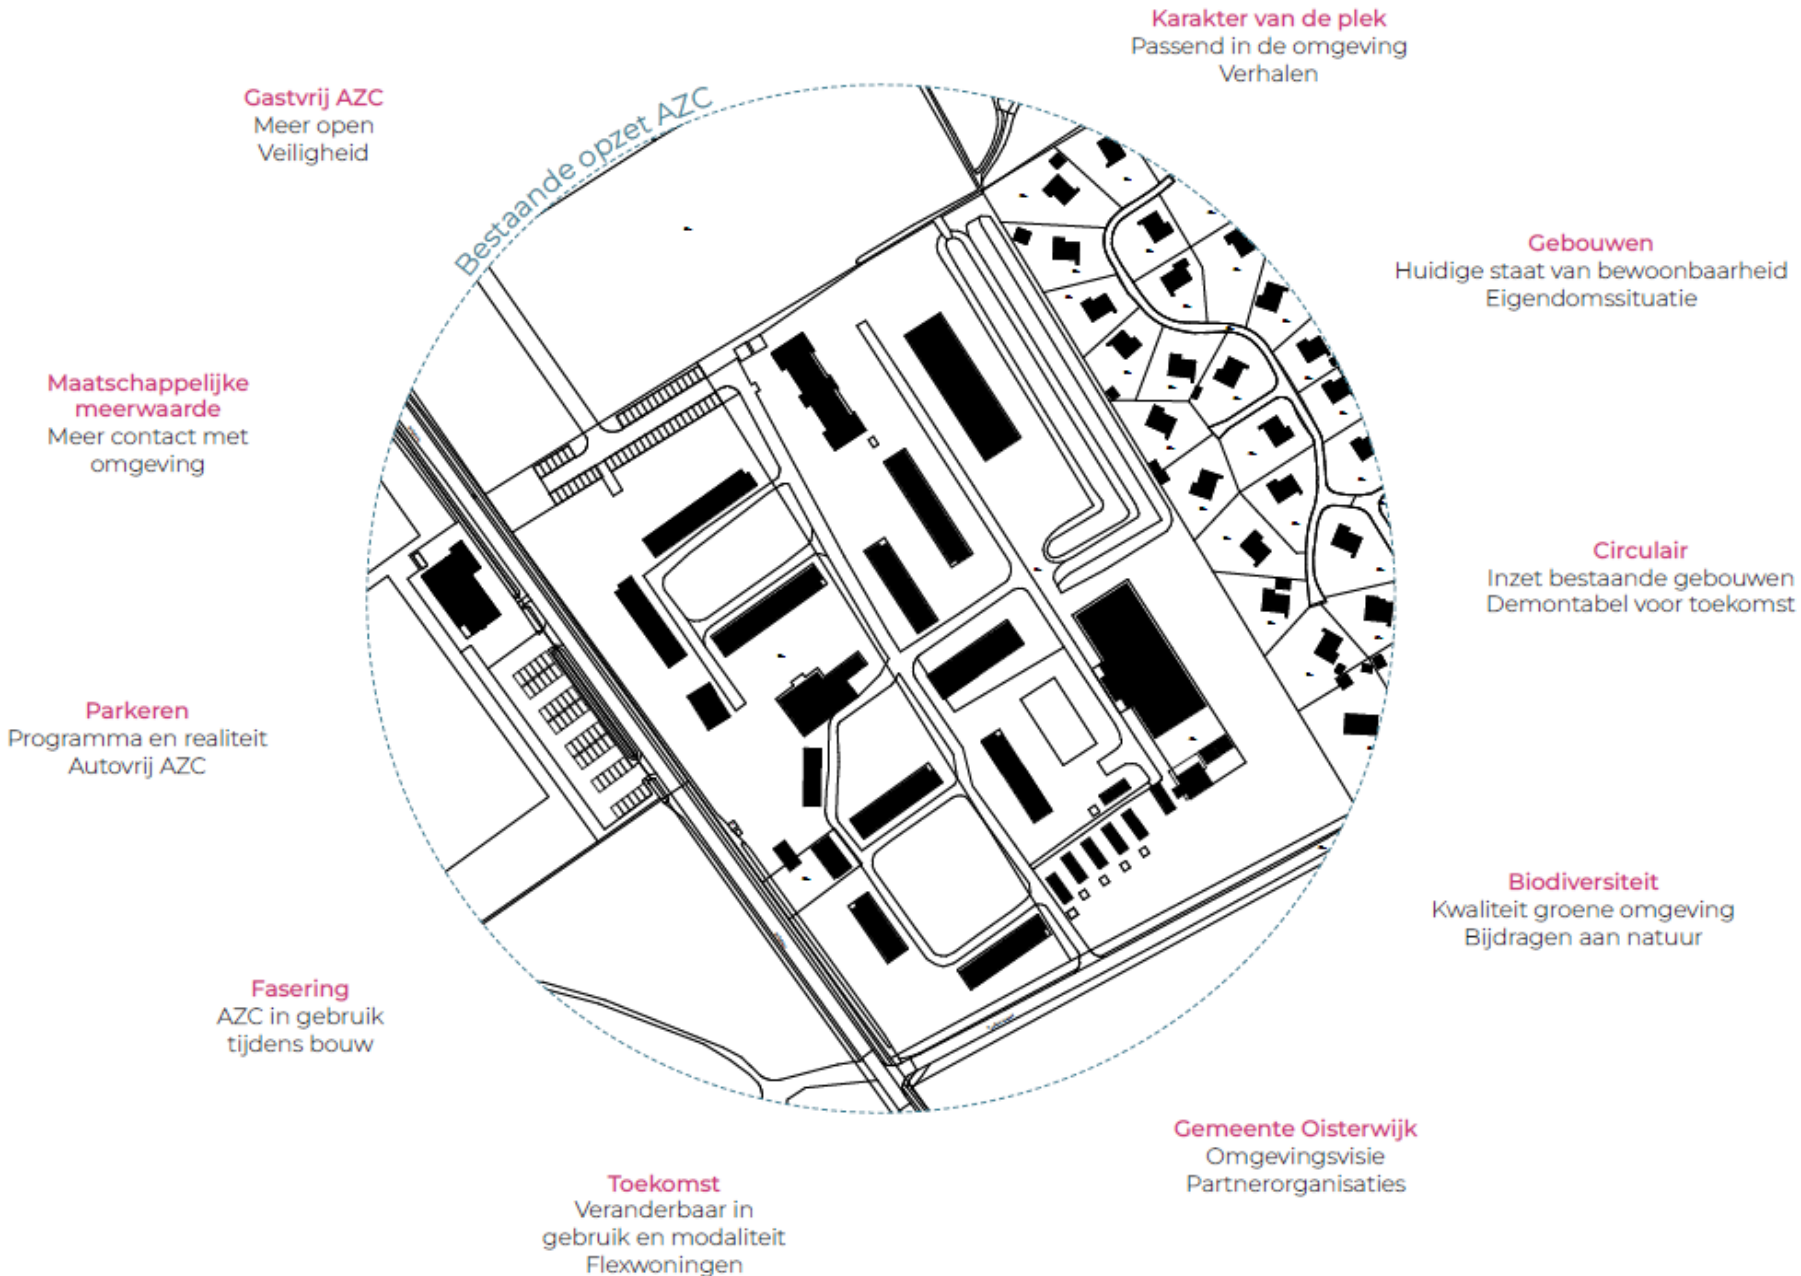 Karakter van de plek
Passend in de omgeving
Verhalen
Gastvrij AZC
Meer open
Veiligheid
Bestaande opzet AZC
Gebouwen
Huidige staat van bewoonbaarheid
Eigendomssituatie
Maatschappelijke
meerwaarde
Meer contact met
omgeving
Circulair
Inzet bestaande gebouwen
Demontabel voor toekomst
Parkeren
Programma en realiteit
Autovrij AZC
Biodiversiteit
Kwaliteit groene omgeving
Bijdragen aan natuur
Fasering
AZC in gebruik
tijdens bouw
Gemeente Oisterwijk
Omgevingsvisie
Partnerorganisaties
Toekomst
Veranderbaar in
gebruik en modaliteit
Flexwoningen